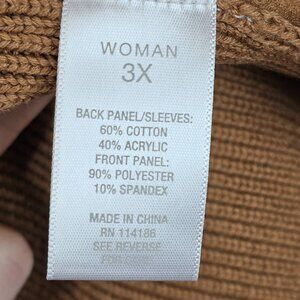 WOMAN
3X
BACK PANEL/SLEEVES:
60% COTTON
40% ACRYLIC
FRONT PANEL:
90% POLYESTER
10% SPANDEX
MADE IN CHINA
RN 114186
SEE REVERSE
FOR